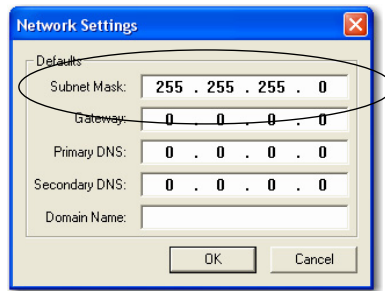 Network Settings
Defaults
Subnet Mask: 255 . 255 . 255 . 0
Gateway: 0 . 0 . 0 . 0
Primary DNS: 0 . 0 . 0 . 0
Secondary DNS: 0 . 0 . 0 . 0
Domain Name:
OK Cancel